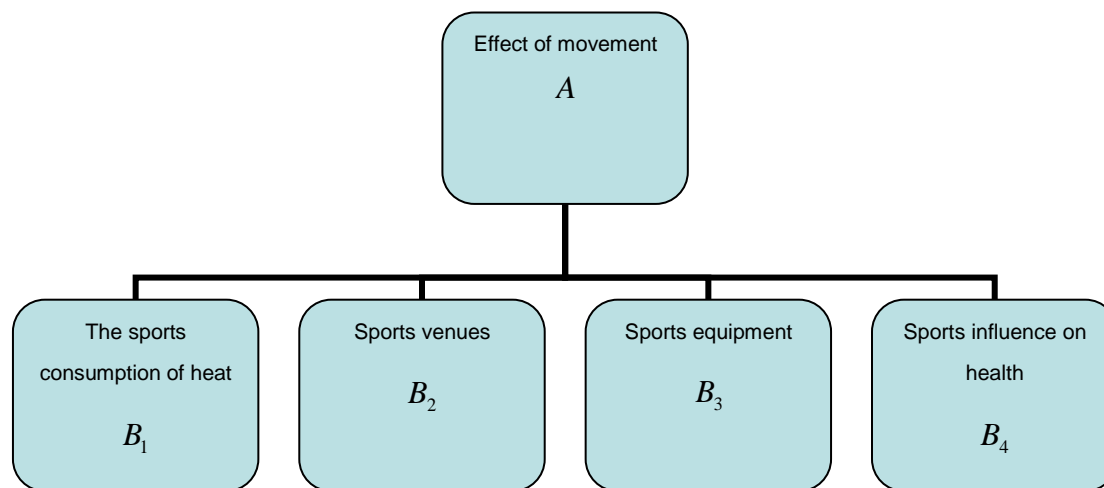 Effect of movement
A
The sports
consumption of heat
B1
Sports venues
B2
Sports equipment
B3
Sports influence on
health
B4